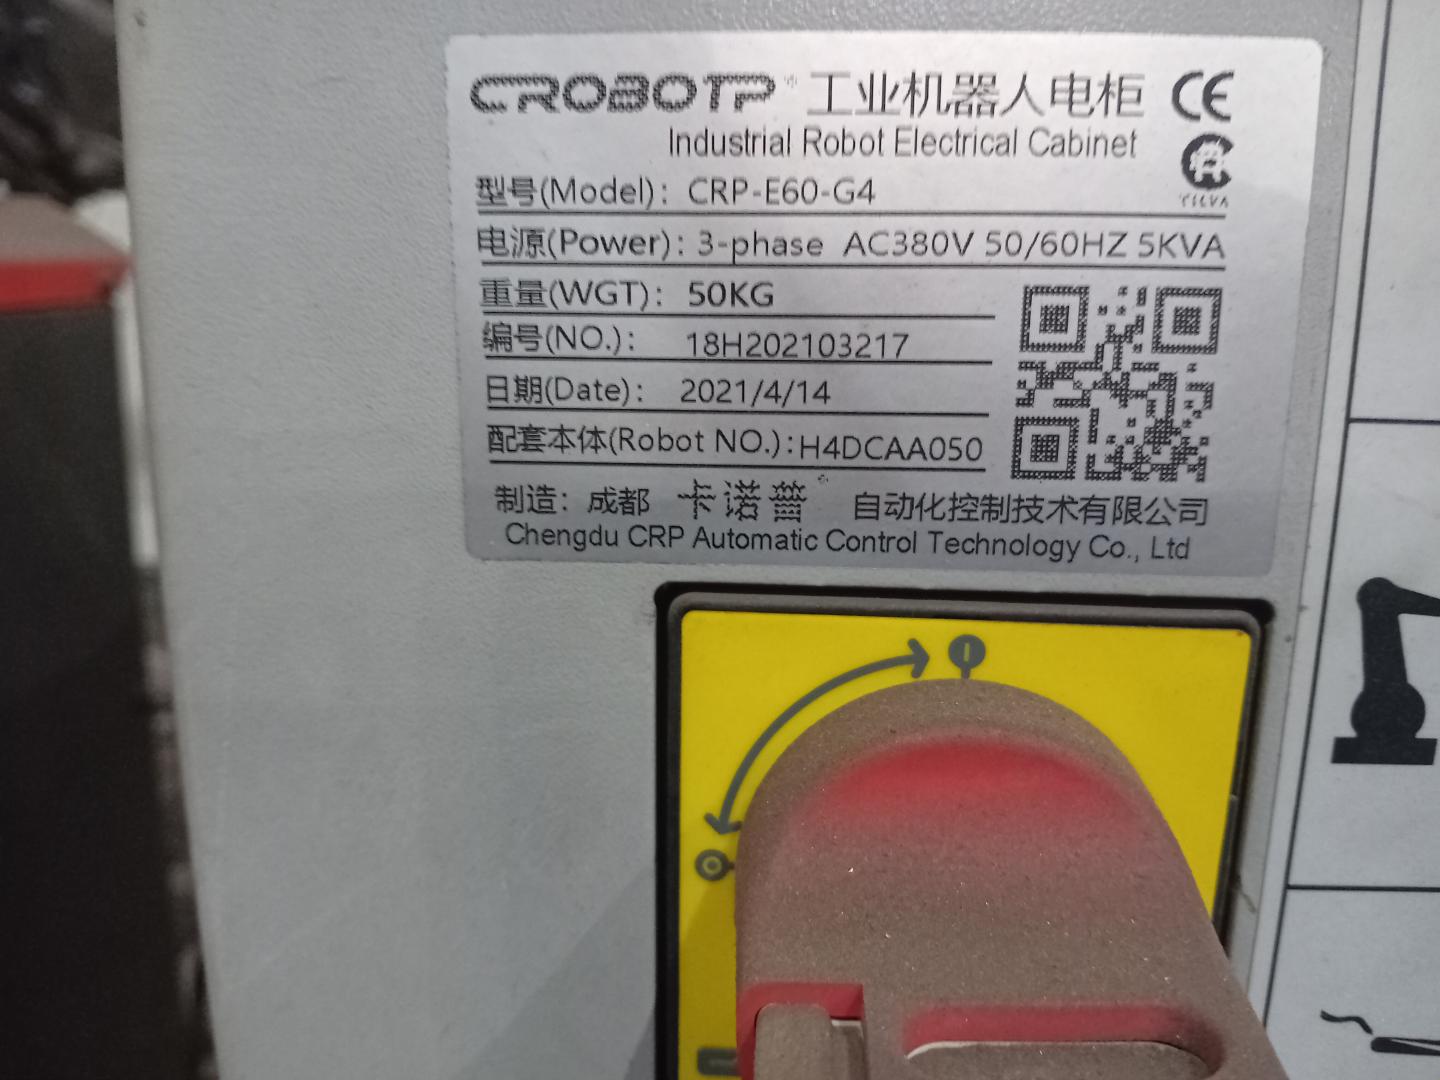 CROBOTP 工业机器人电柜 CE
Industrial Robot Electrical Cabinet
型号(Model): CRP-E60-G4
电源(Power): 3-phase AC380V 50/60HZ 5KVA
重量(WGT): 50KG
编号(NO.): 18H202103217
日期(Date): 2021/4/14
配套本体(Robot NO.): H4DCAA050
制造: 成都 卡诺普 自动化控制技术有限公司
Chengdu CRP Automatic Control Technology Co., Ltd
I
O